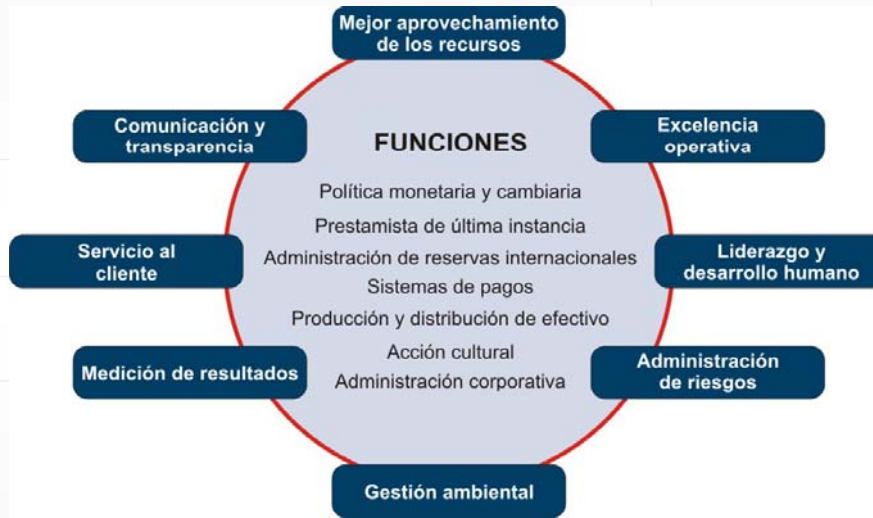 Mejor aprovechamiento
de los recursos
Comunicación y
transparencia
Excelencia
operativa
FUNCIONES
Política monetaria y cambiaria
Prestamista de última instancia
Servicio al
cliente
Administración de reservas internacionales
Liderazgo y
desarrollo humano
Sistemas de pagos
Producción y distribución de efectivo
Acción cultural
Medición de resultados
Administración corporativa
Administración
de riesgos
Gestión ambiental